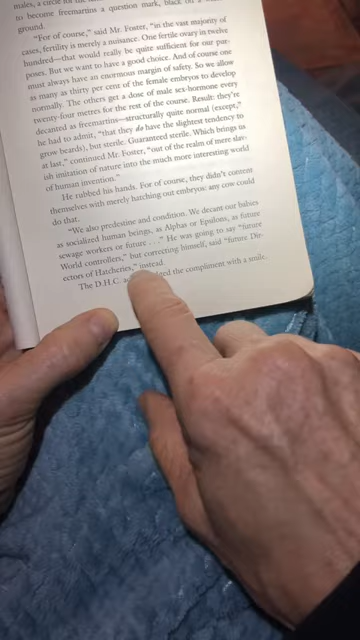 males, a circle for the
to become freemartins a question mark, black on a
ground.
"For of course," said Mr. Foster, "in the vast majority of
cases, fertility is merely a nuisance. One fertile ovary in twelve
hundred—that would really be quite sufficient for our pur-
poses. But we want to have a good choice. And of course one
must always have an enormous margin of safety. So we allow
as many as thirty per cent of the female embryos to develop
normally. The others get a dose of male sex-hormone every
twenty-four metres for the rest of the course. Result: they're
decanted as freemartins—structurally quite normal (except,"
he had to admit, "that they do have the slightest tendency to
grow beards), but sterile. Guaranteed sterile. Which brings us
at last," continued Mr. Foster, "out of the realm of mere slav-
ish imitation of nature into the much more interesting world
of human invention."
He rubbed his hands. For of course, they didn't content
themselves with merely hatching out embryos: any cow could
do that.
"We also predestine and condition. We decant our babies
as socialized human beings, as Alphas or Epsilons, as future
sewage workers or future . . ." He was going to say "future
World controllers," but correcting himself, said "future Dir-
ectors of Hatcheries," instead.
The D.H.C. the compliment with a smile.